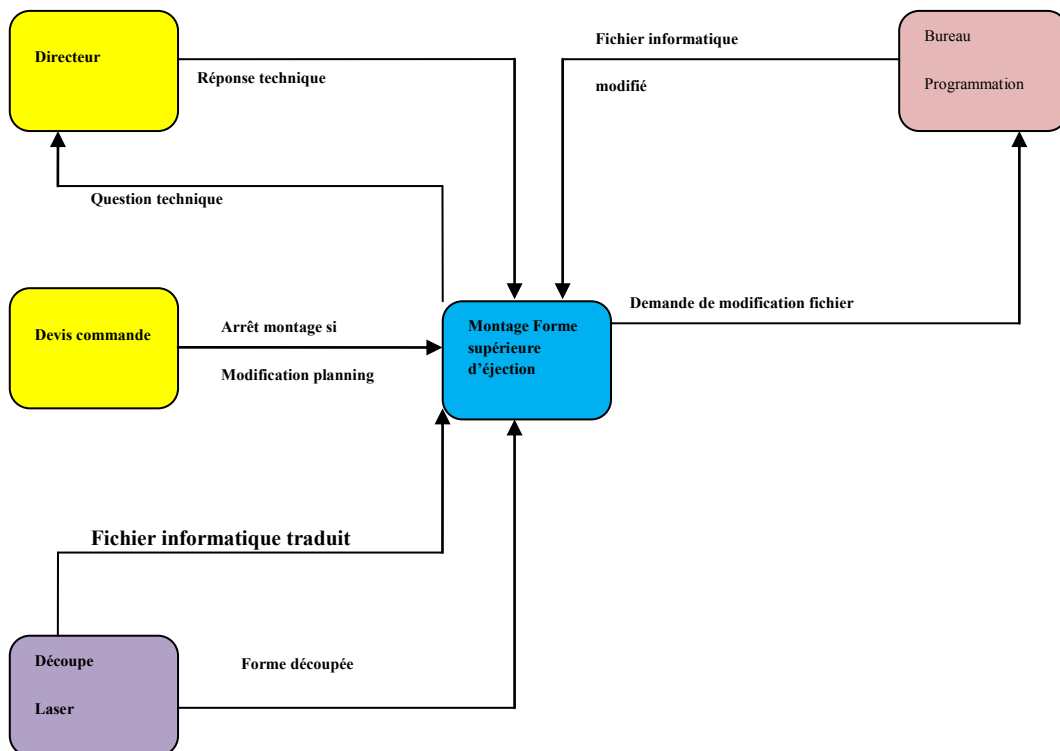 Directeur
Réponse technique
Fichier informatique
modifié
Bureau
Programmation
Question technique
Devis commande
Arrêt montage si
Modification planning
Montage Forme
supérieure
d'éjection
Demande de modification fichier
Fichier informatique traduit
Découpe
Laser
Forme découpée